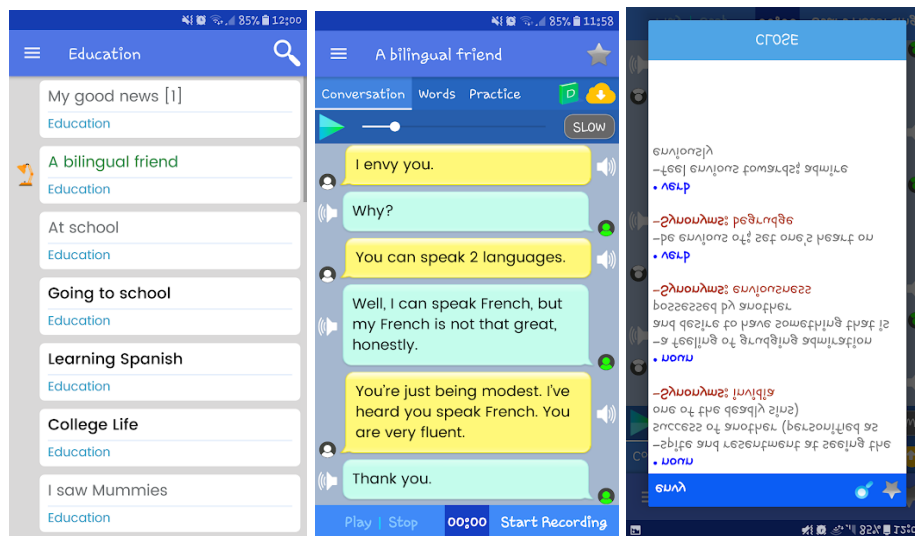 85% 12:00
Education
My good news [1]
Education
A bilingual friend
Education
At school
Education
Going to school
Education
Learning Spanish
Education
College Life
Education
I saw Mummies
Education
85% 11:53
A bilingual friend
Conversation Words Practice D
SLOW
I envy you.
Why?
You can speak 2 languages.
Well, I can speak French, but
my French is not that great,
honestly.
You're just being modest. I've
heard you speak French. You
are very fluent.
Thank you.
Play | Stop 00:00 Start Recording
85% 12:0
envy
• noun
-spite and resentment at seeing the
success of another (personified as
one of the deadly sins)
-Synonyms: invidia
• noun
-a feeling of grudging admiration
and desire to have something that is
possessed by another
-Synonyms: enviousness
• verb
-be envious of; set one's heart on
-Synonyms: begrudge
• verb
-feel envious towards; admire
enviously
CLOSE